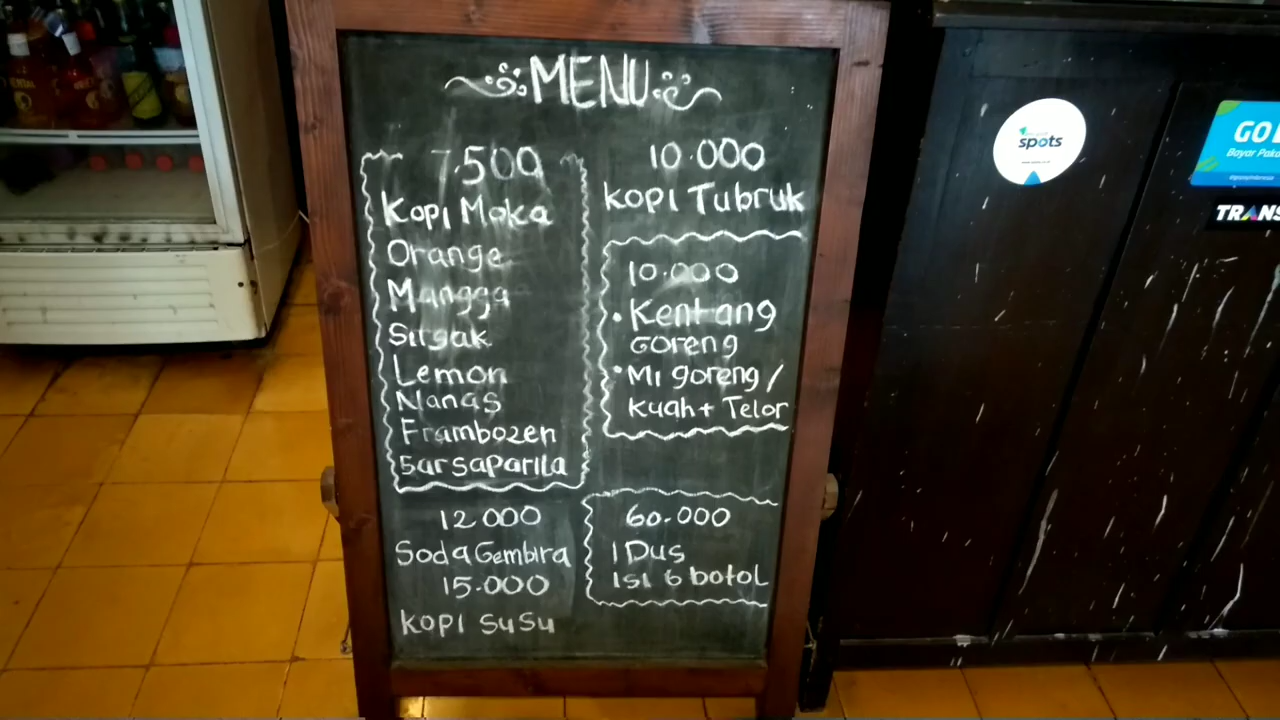 MENU
7.500
Kopi Moka
Orange
Mangga
Sirsak
Lemon
Nanas
Frambozen
Sarsaparila
12 000
Soda Gembira
15.000
Kopi Susu
10.000
Kopi Tubruk
10.000
• Kentang
Goreng
• Mi goreng /
kuah + Telor
60.000
1 Dus
Isi 6 botol
spots
GO
Bayar Pake
TRANS